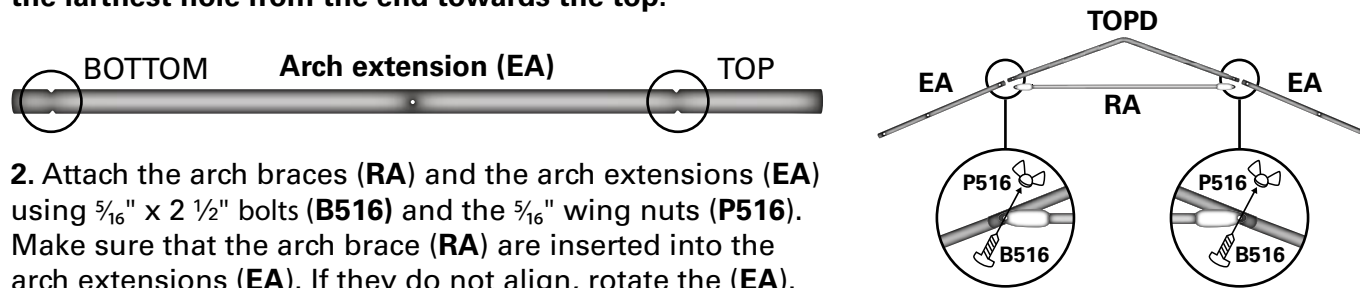 the farthest hole from the end towards the top.
BOTTOM Arch extension (EA) TOP
2. Attach the arch braces (RA) and the arch extensions (EA)
using 5⁄16" x 2 ½" bolts (B516) and the 5⁄16" wing nuts (P516).
Make sure that the arch brace (RA) are inserted into the
arch extensions (EA). If they do not align, rotate the (EA).
TOPD
EA
EA
RA
P516
B516
P516
B516